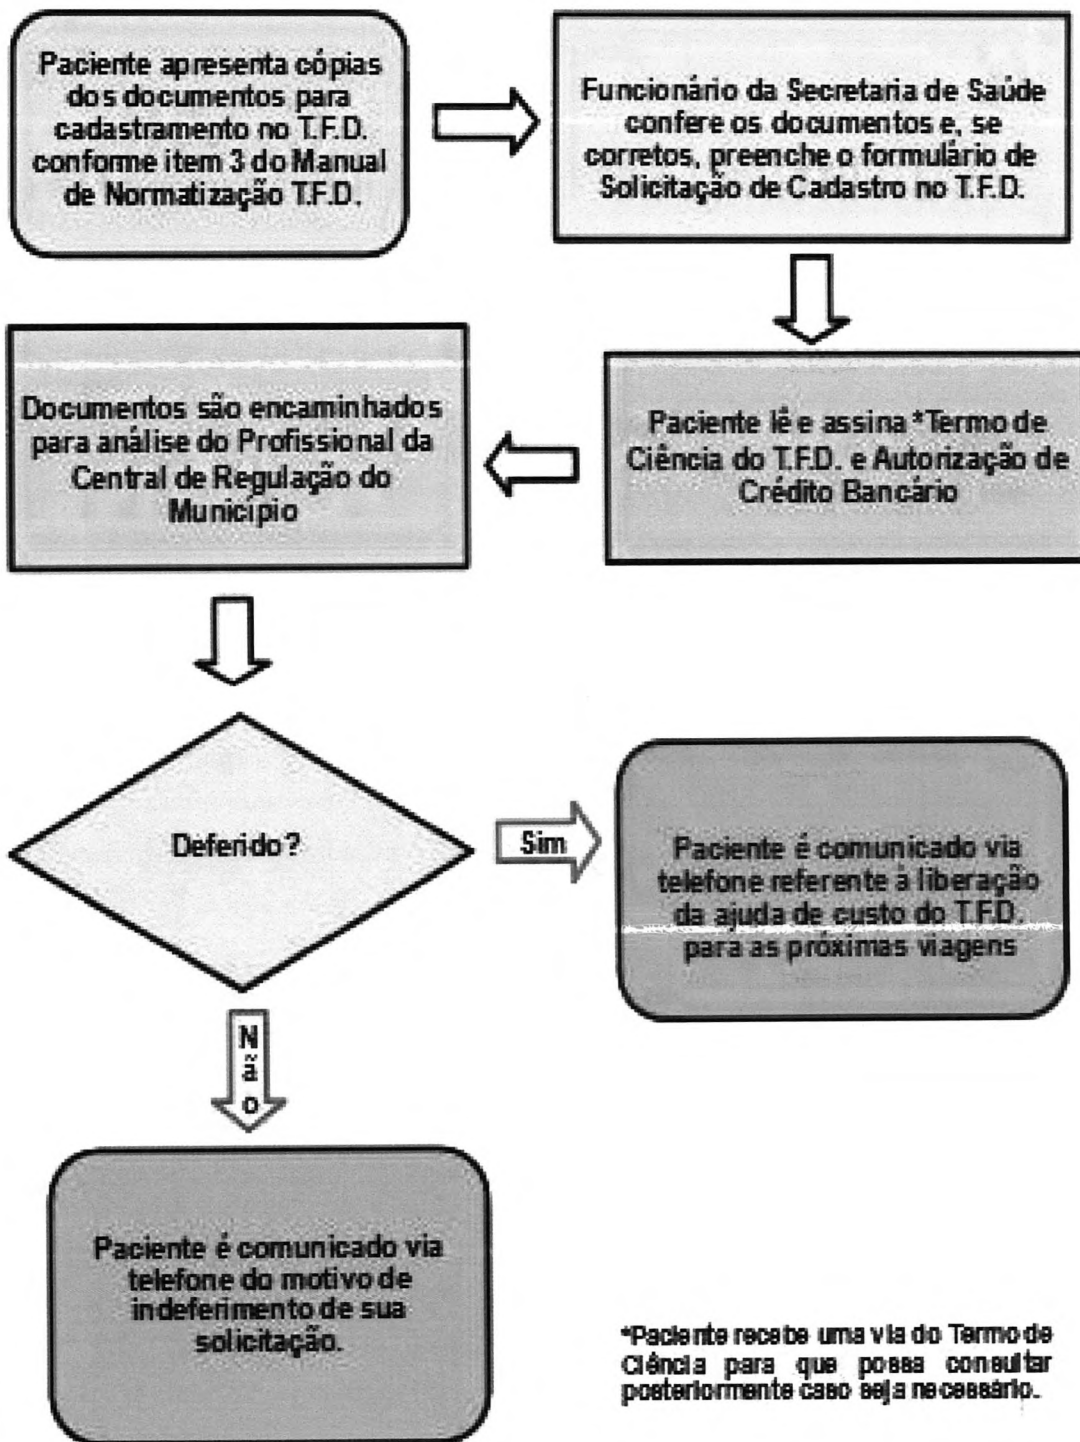 Paciente apresenta cópias
dos documentos para
cadastramento no T.F.D.
conforme item 3 do Manual
de Normatização T.F.D.
Funcionário da Secretaria de Saúde
confere os documentos e, se
corretos, preenche o formulário de
Solicitação de Cadastro no T.F.D.
Paciente lê e assina *Termo de
Ciência do T.F.D. e Autorização de
Crédito Bancário
Documentos são encaminhados
para análise do Profissional da
Central de Regulação do
Município
Deferido?
Sim
Paciente é comunicado via
telefone referente à liberação
da ajuda de custo do T.F.D.
para as próximas viagens
N
ã
o
Paciente é comunicado via
telefone do motivo de
indeferimento de sua
solicitação.
*Paciente recebe uma via do Termo de
Ciência para que possa consultar
posteriormente caso seja necessário.